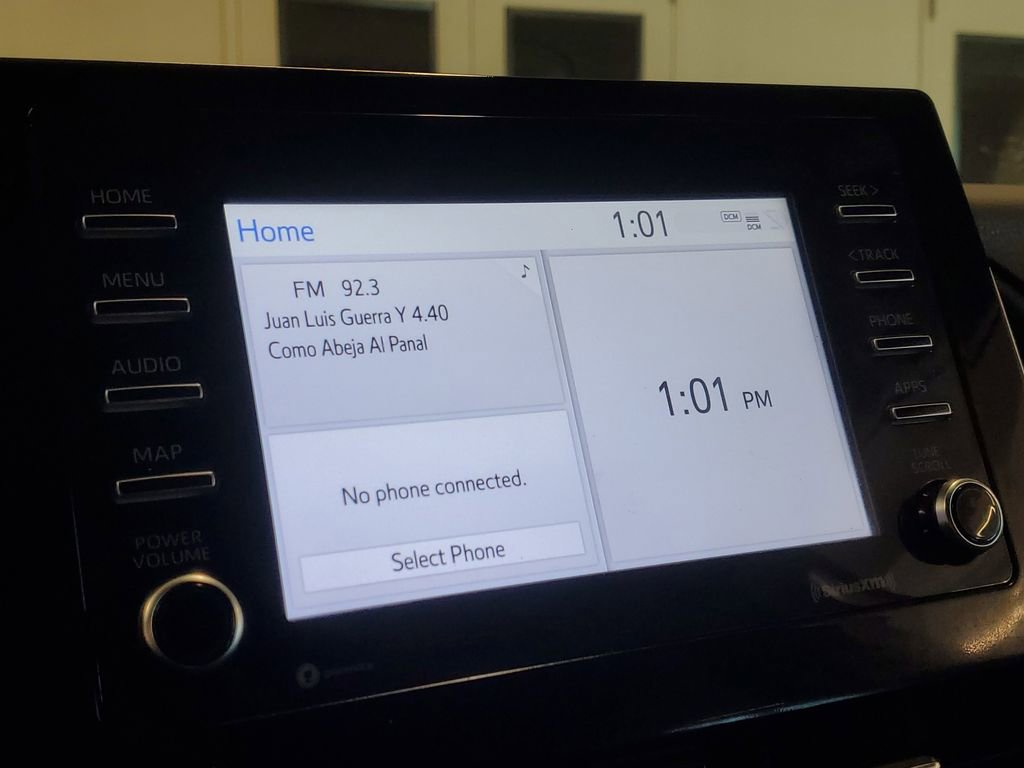 HOME
MENU
AUDIO
MAP
POWER
VOLUME
Home
1:01
DCM
DCM
FM 92.3
Juan Luis Guerra Y 4.40
Como Abeja Al Panal
No phone connected.
Select Phone
1:01 PM
SEEK >
< TRACK
PHONE
APPS
TUNE
SCROLL
((SiriusXM))